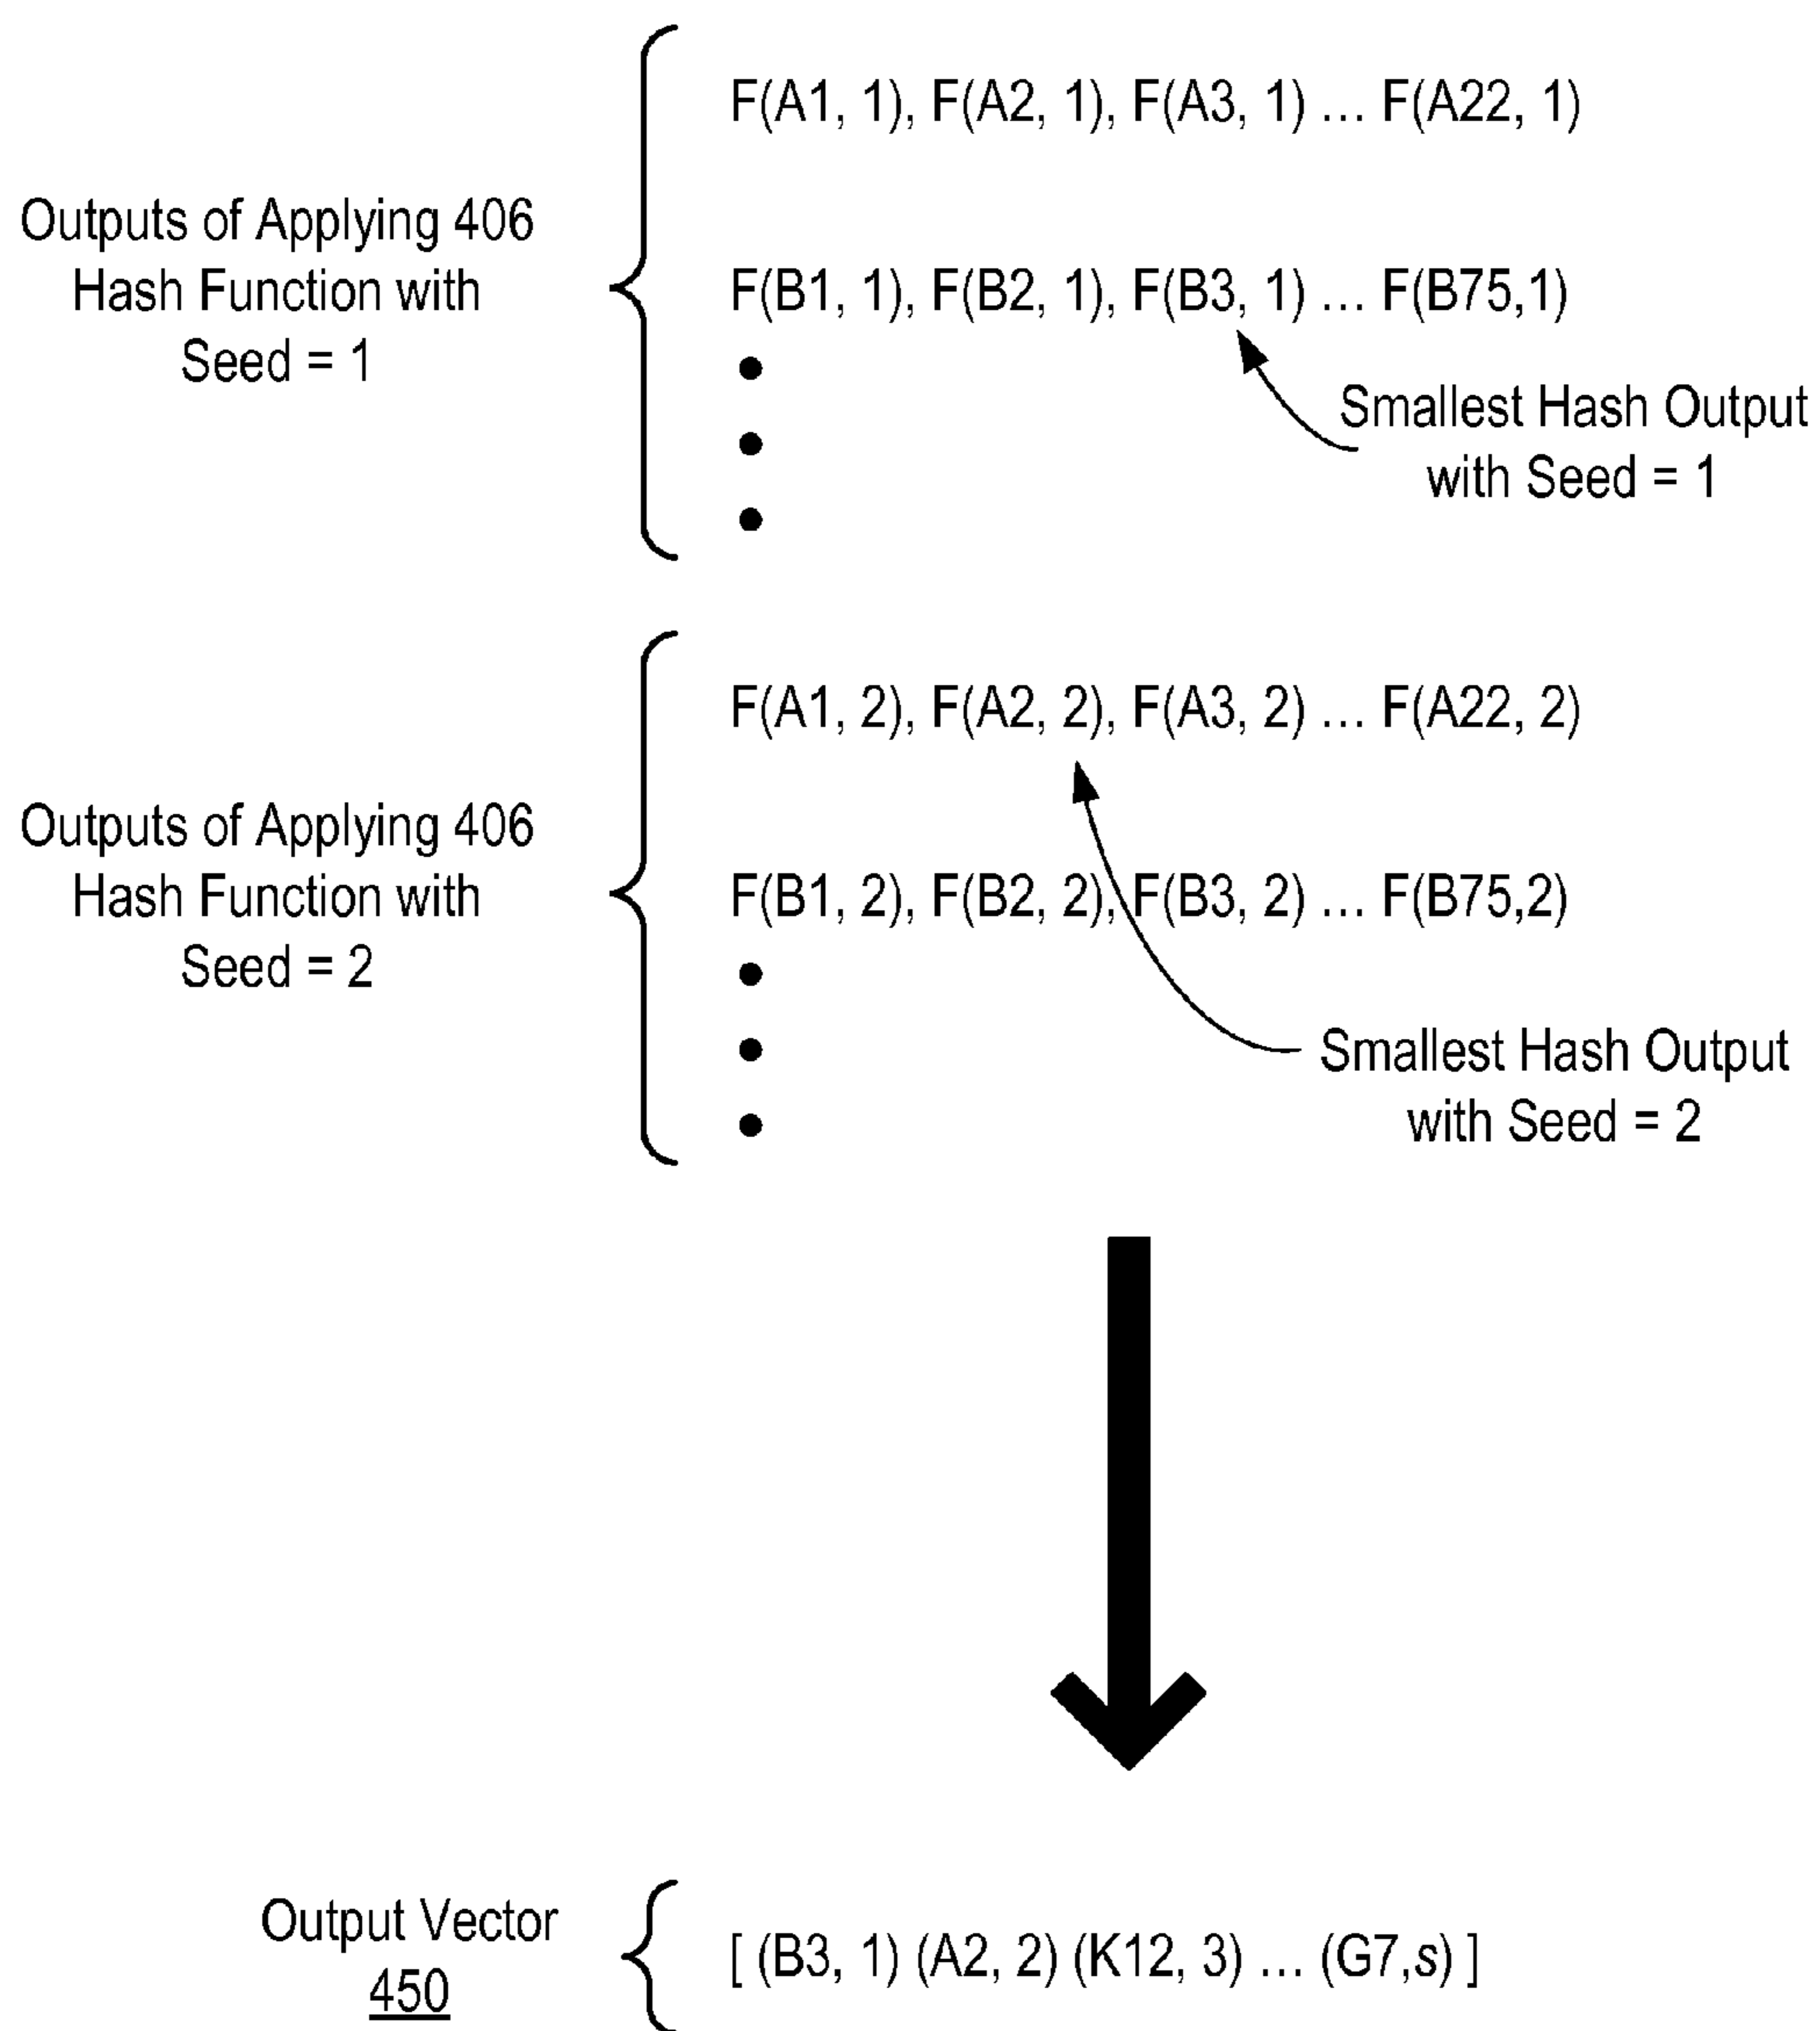 F(A1, 1), F(A2, 1), F(A3, 1) ... F(A22, 1)
Outputs of Applying 406
Hash Function with
Seed = 1
F(B1, 1), F(B2, 1), F(B3, 1) ... F(B75,1)
Smallest Hash Output
with Seed = 1
F(A1, 2), F(A2, 2), F(A3, 2) ... F(A22, 2)
Outputs of Applying 406
Hash Function with
Seed = 2
F(B1, 2), F(B2, 2), F(B3, 2) ... F(B75,2)
Smallest Hash Output
with Seed = 2
Output Vector
450
[ (B3, 1) (A2, 2) (K12, 3) ... (G7,s) ]